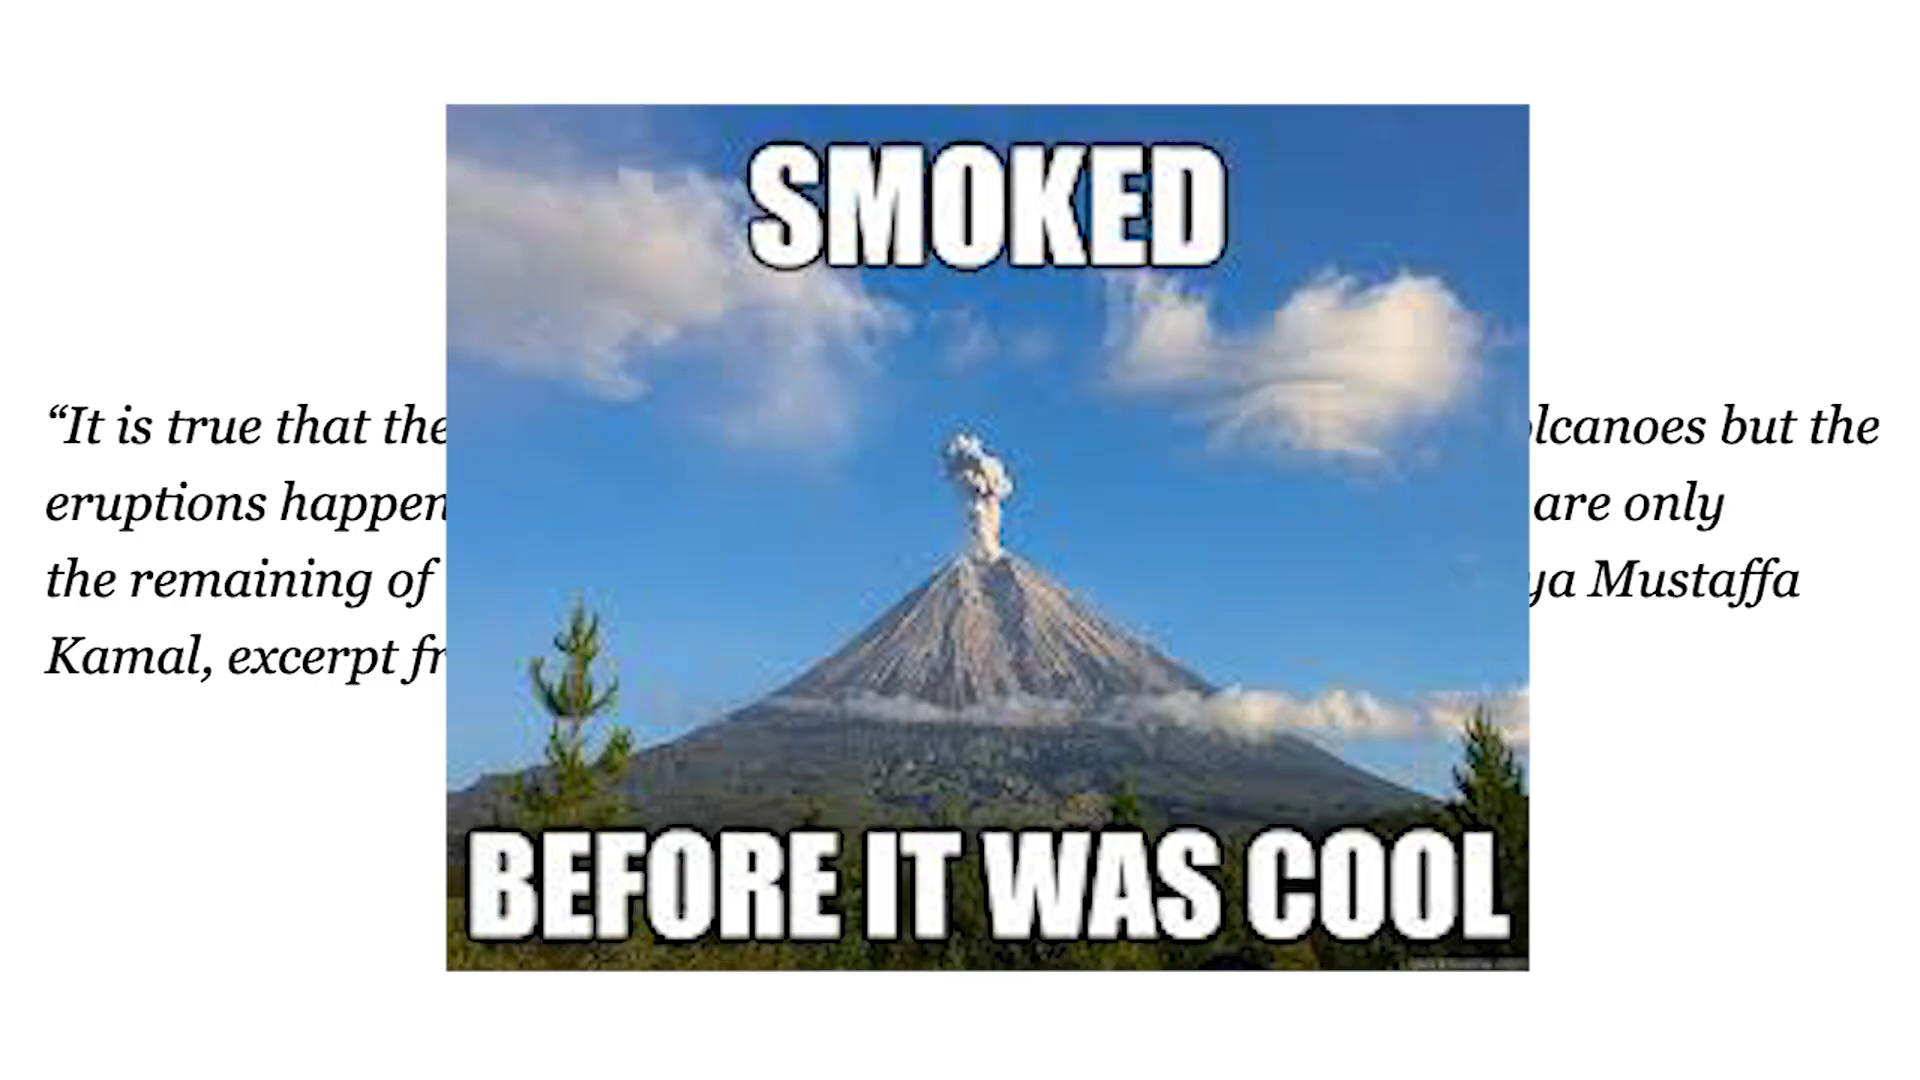 SMOKED
“It is true that the lcanoes but the
eruptions happen are only
the remaining of ya Mustaffa
Kamal, excerpt fr
BEFORE IT WAS COOL